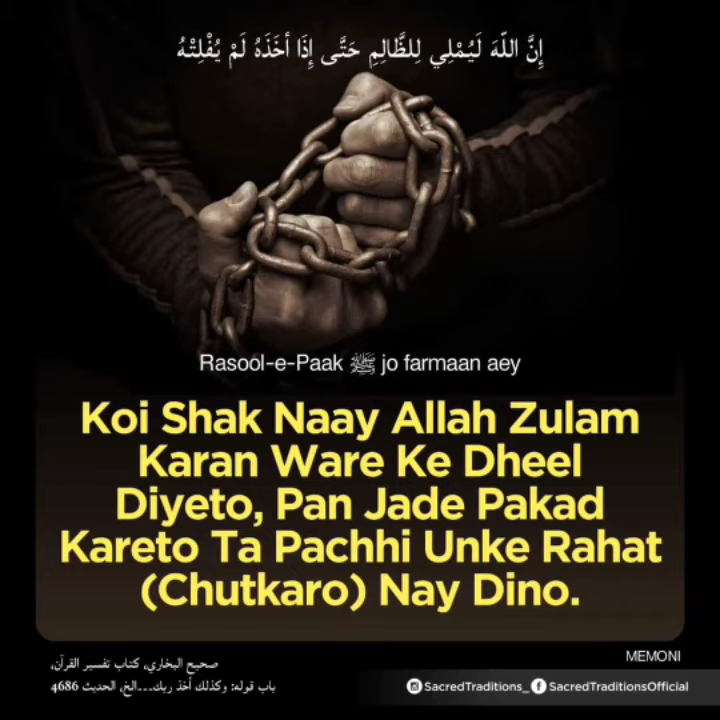 إِنَّ اللّٰهَ لَيُمْلِي لِلظَّالِمِ حَتَّى إِذَا أَخَذَهُ لَمْ يُفْلِتْهُ
Rasool-e-Paak ﷺ jo farmaan aey
Koi Shak Naay Allah Zulam
Karan Ware Ke Dheel
Diyeto, Pan Jade Pakad
Kareto Ta Pachhi Unke Rahat
(Chutkaro) Nay Dino.
صحيح البخاري، كتاب تفسير القرآن،
باب قوله: وكذلك أخذ ربك۔۔۔الخ، الحديث 4686
MEMONI
SacredTraditions_ SacredTraditionsOfficial